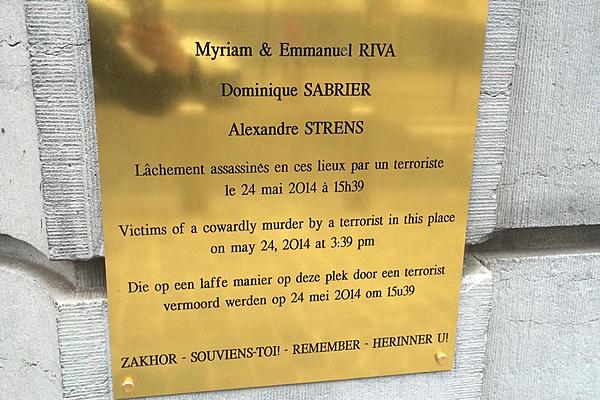 Myriam & Emmanuel RIVA
Dominique SABRIER
Alexandre STRENS
Lâchement assassinés en ces lieux par un terroriste
le 24 mai 2014 à 15h39
Victims of a cowardly murder by a terrorist in this place
on may 24, 2014 at 3:39 pm
Die op een laffe manier op deze plek door een terrorist
vermoord werden op 24 mei 2014 om 15u39
ZAKHOR - SOUVIENS-TOI! - REMEMBER - HERINNER U!